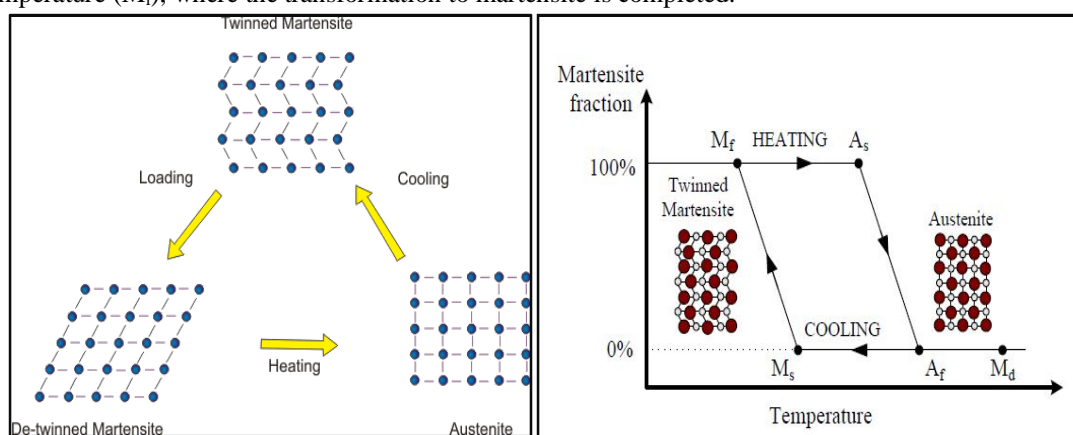 temperature (Mf), where the transformation to martensite is completed.
Twinned Martensite
Loading
Cooling
Heating
De-twinned Martensite
Austenite
Martensite
fraction
Mf
HEATING
As
100%
Twinned
Martensite
Austenite
COOLING
0%
Ms
Af
Md
Temperature